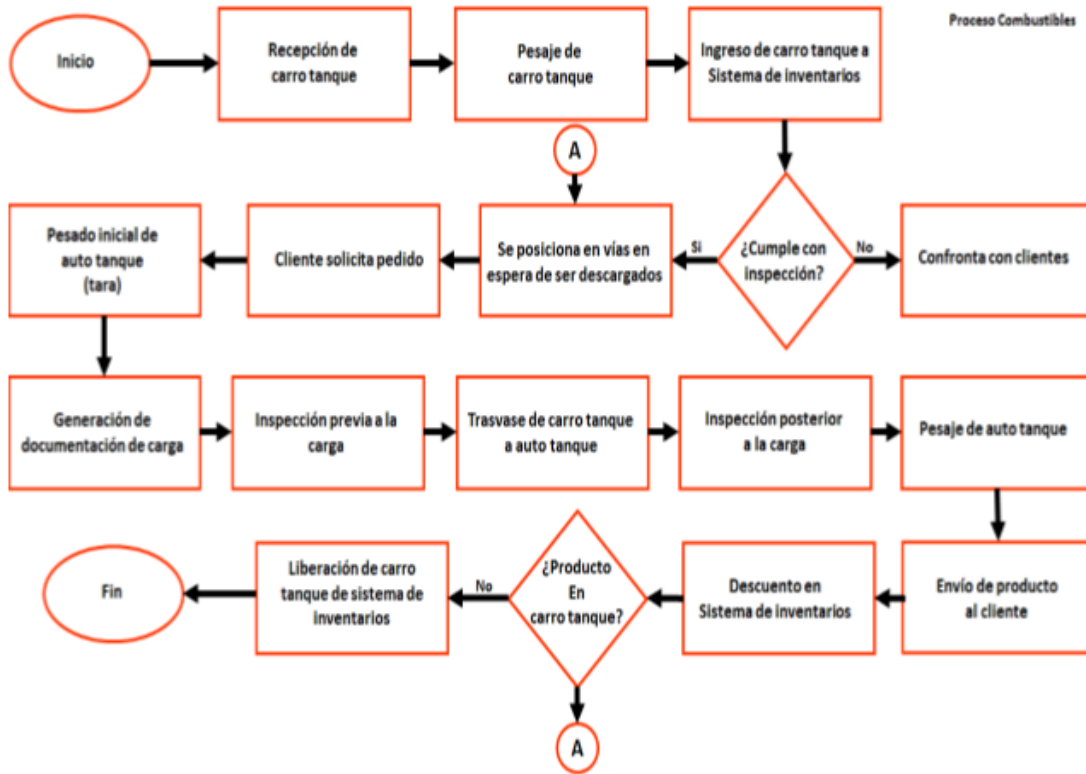 Proceso Combustibles
Inicio
Recepción de
carro tanque
Pesaje de
carro tanque
Ingreso de carro tanque a
Sistema de inventarios
A
Pesado inicial de
auto tanque
(tara)
Cliente solicita pedido
Se posiciona en vías en
espera de ser descargados
Si
¿Cumple con
inspección?
No
Confronta con clientes
Generación de
documentación de carga
Inspección previa a la
carga
Trasvase de carro tanque
a auto tanque
Inspección posterior
a la carga
Pesaje de auto tanque
Fin
Liberación de carro
tanque de sistema de
inventarios
No
¿Producto
En
carro tanque?
Descuento en
Sistema de inventarios
Envío de producto
al cliente
A